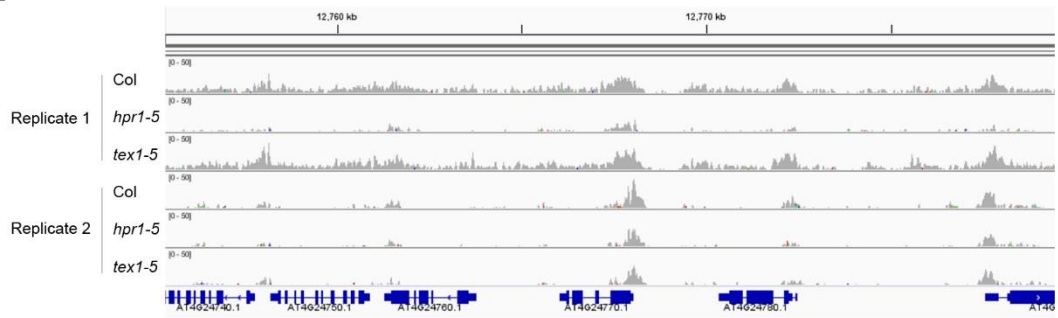 12,760 kb 12,770 kb
[0 - 50]
Col
[0 - 50]
Replicate 1 hpr1-5
[0 - 50]
tex1-5
[0 - 50]
Col
[0 - 50]
Replicate 2 hpr1-5
[0 - 50]
tex1-5
AT4G24740.1 AT4G24750.1 AT4G24760.1 AT4G24770.1 AT4G24780.1 AT4G